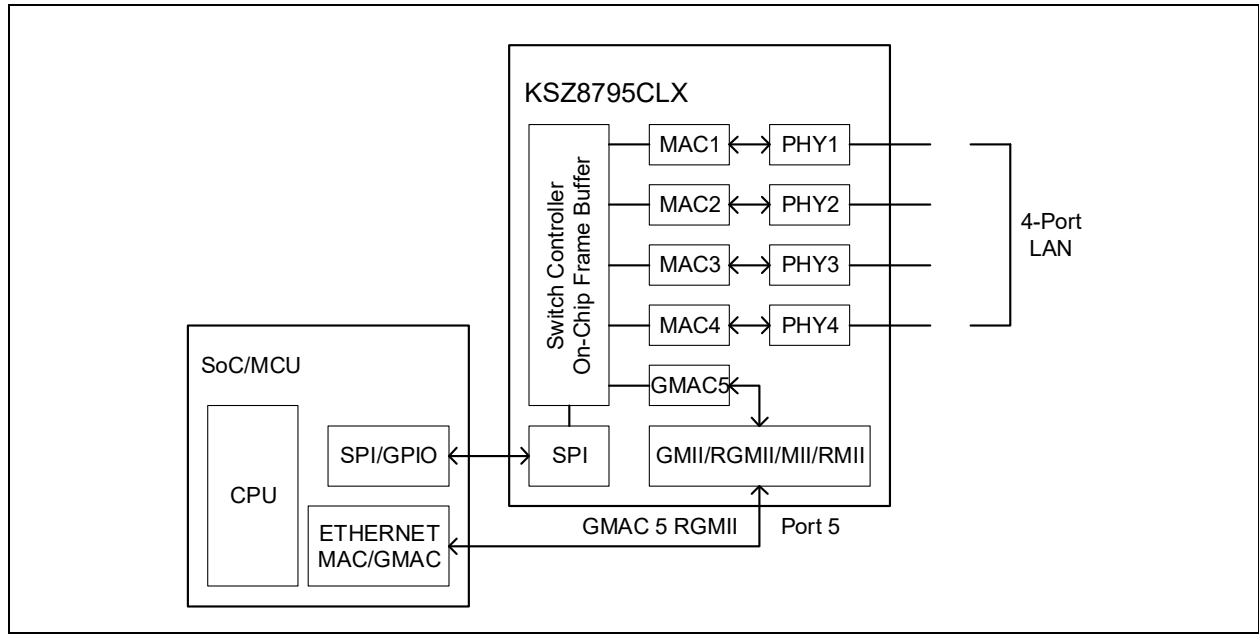 KSZ8795CLX
Switch Controller
On-Chip Frame Buffer
MAC1
PHY1
MAC2
PHY2
MAC3
PHY3
MAC4
PHY4
4-Port
LAN
GMAC5
SPI
GMII/RGMII/MII/RMII
SoC/MCU
CPU
SPI/GPIO
ETHERNET
MAC/GMAC
GMAC 5 RGMII
Port 5